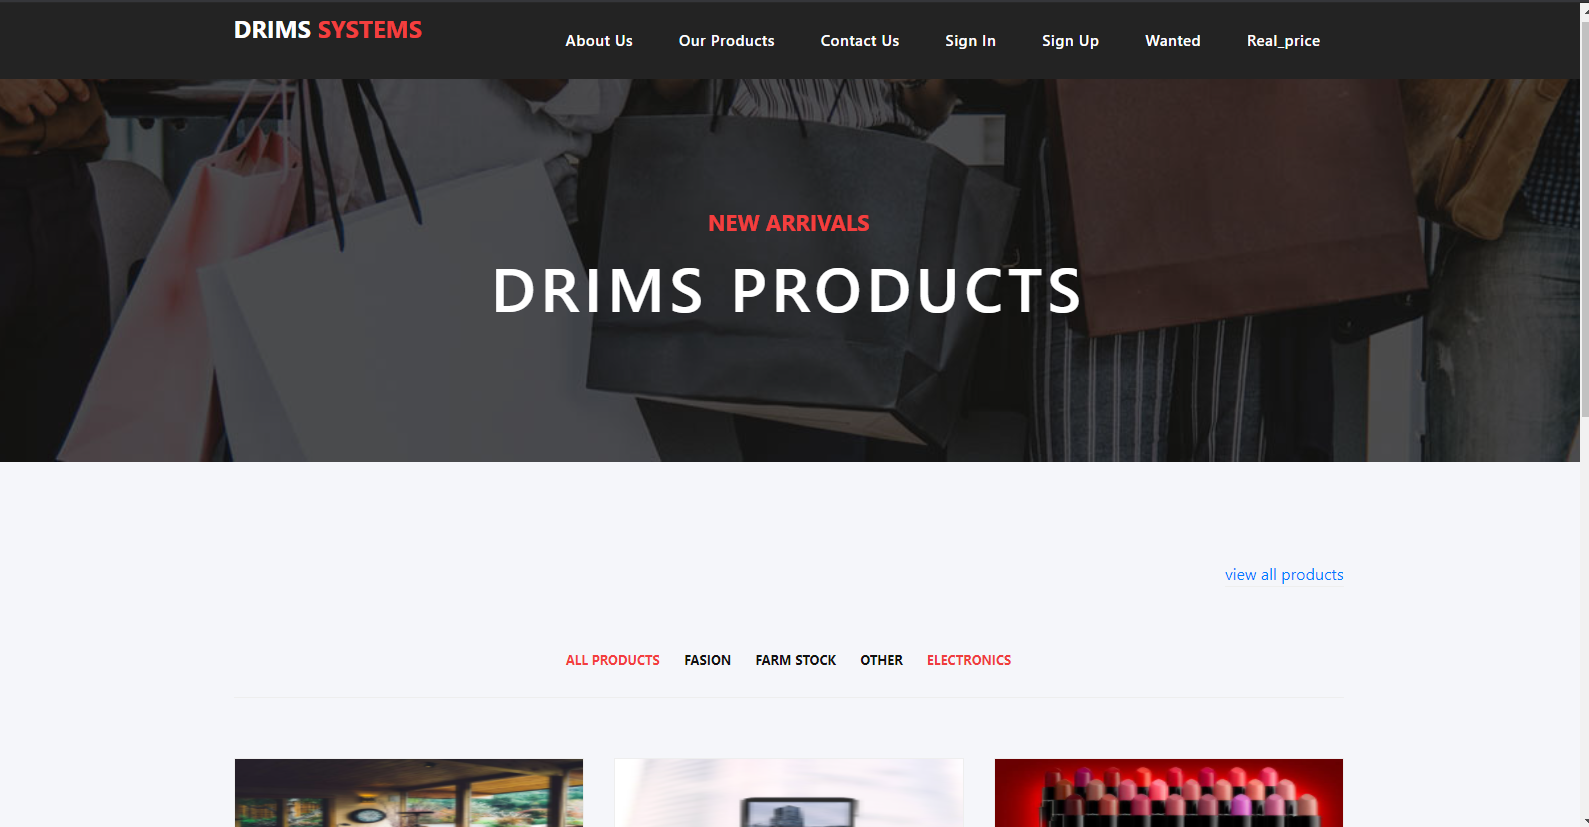 DRIMS SYSTEMS
About Us Our Products Contact Us Sign In Sign Up Wanted Real_price
NEW ARRIVALS
DRIMS PRODUCTS
view all products
ALL PRODUCTS FASION FARM STOCK OTHER ELECTRONICS